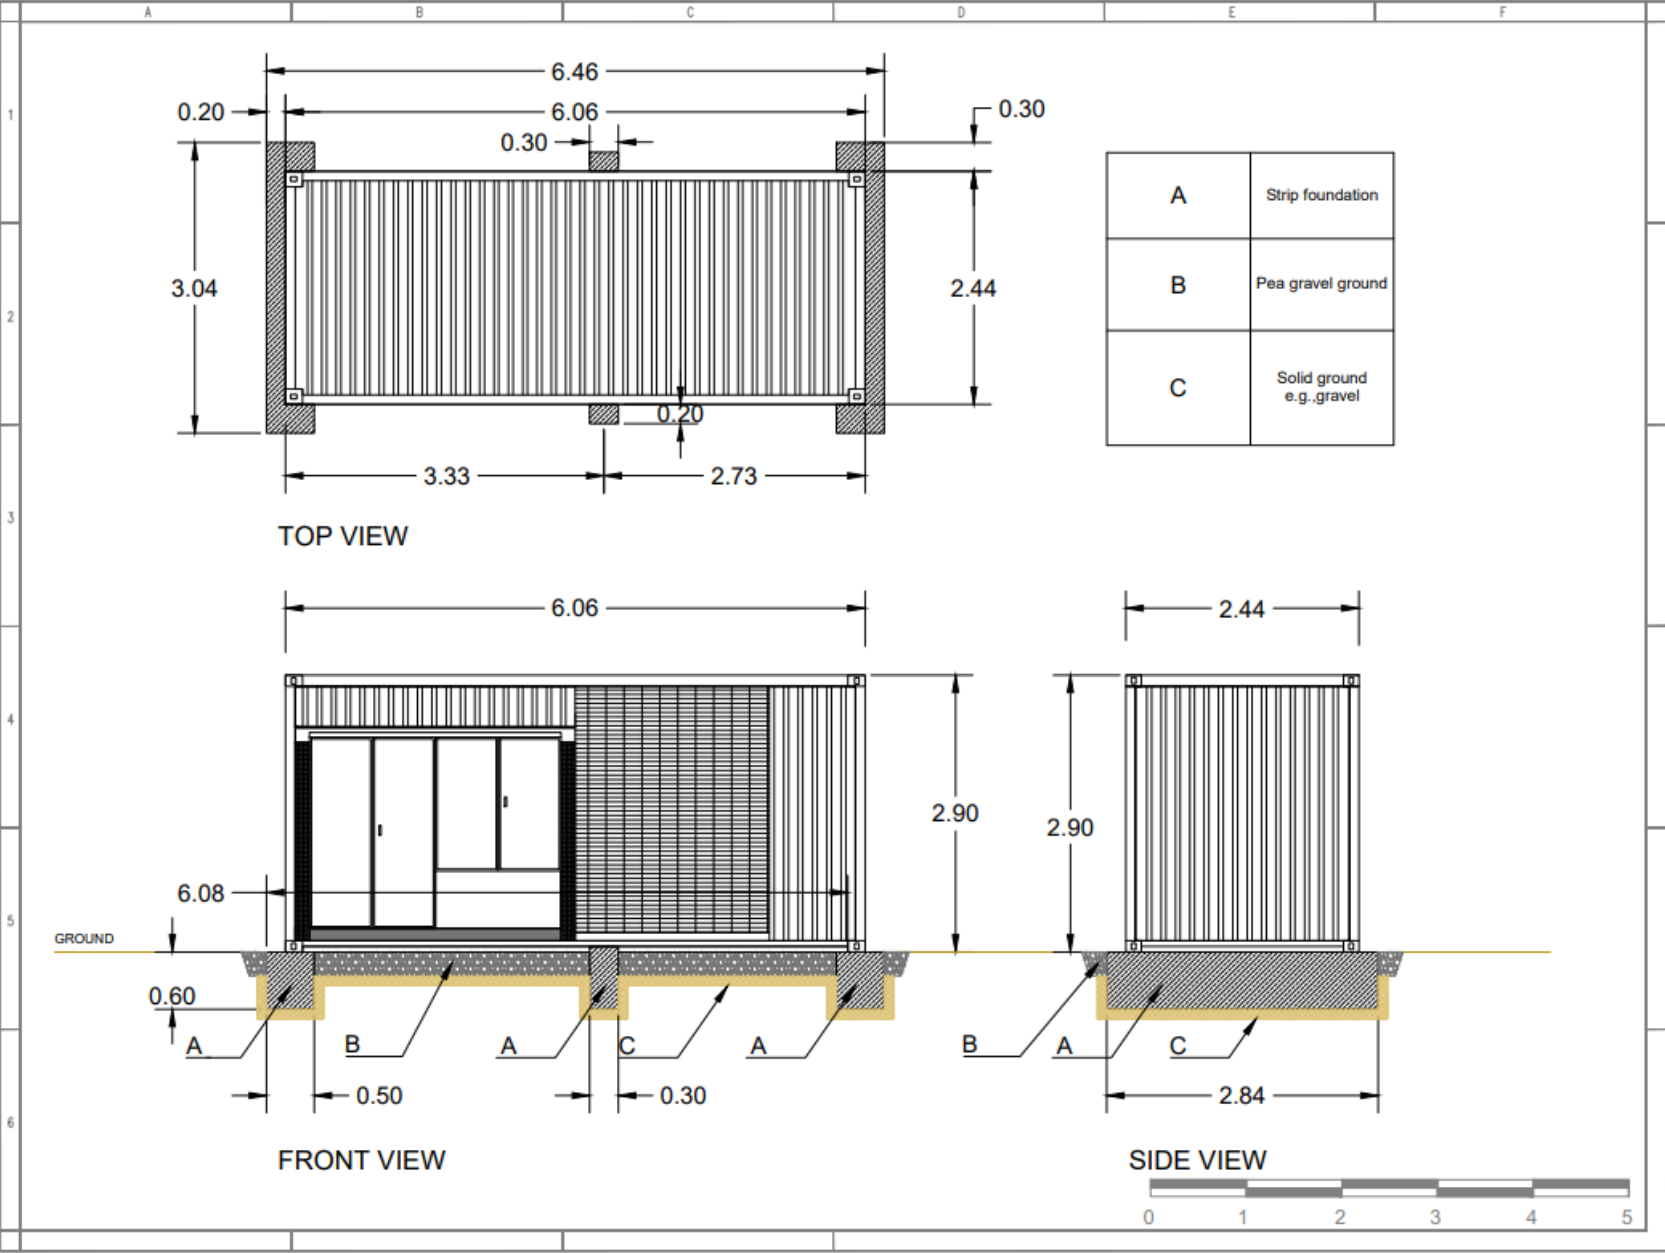 A B C D E F
1
2
3
4
5
6
6.46
6.06
0.20
0.30
0.30
3.04
2.44
0.20
3.33
2.73
TOP VIEW
A Strip foundation
B Pea gravel ground
C Solid ground
e.g.,gravel
6.06
2.90
6.08
GROUND
0.60
A B A C A
0.50
0.30
FRONT VIEW
2.44
2.90
B A C
2.84
SIDE VIEW
0 1 2 3 4 5